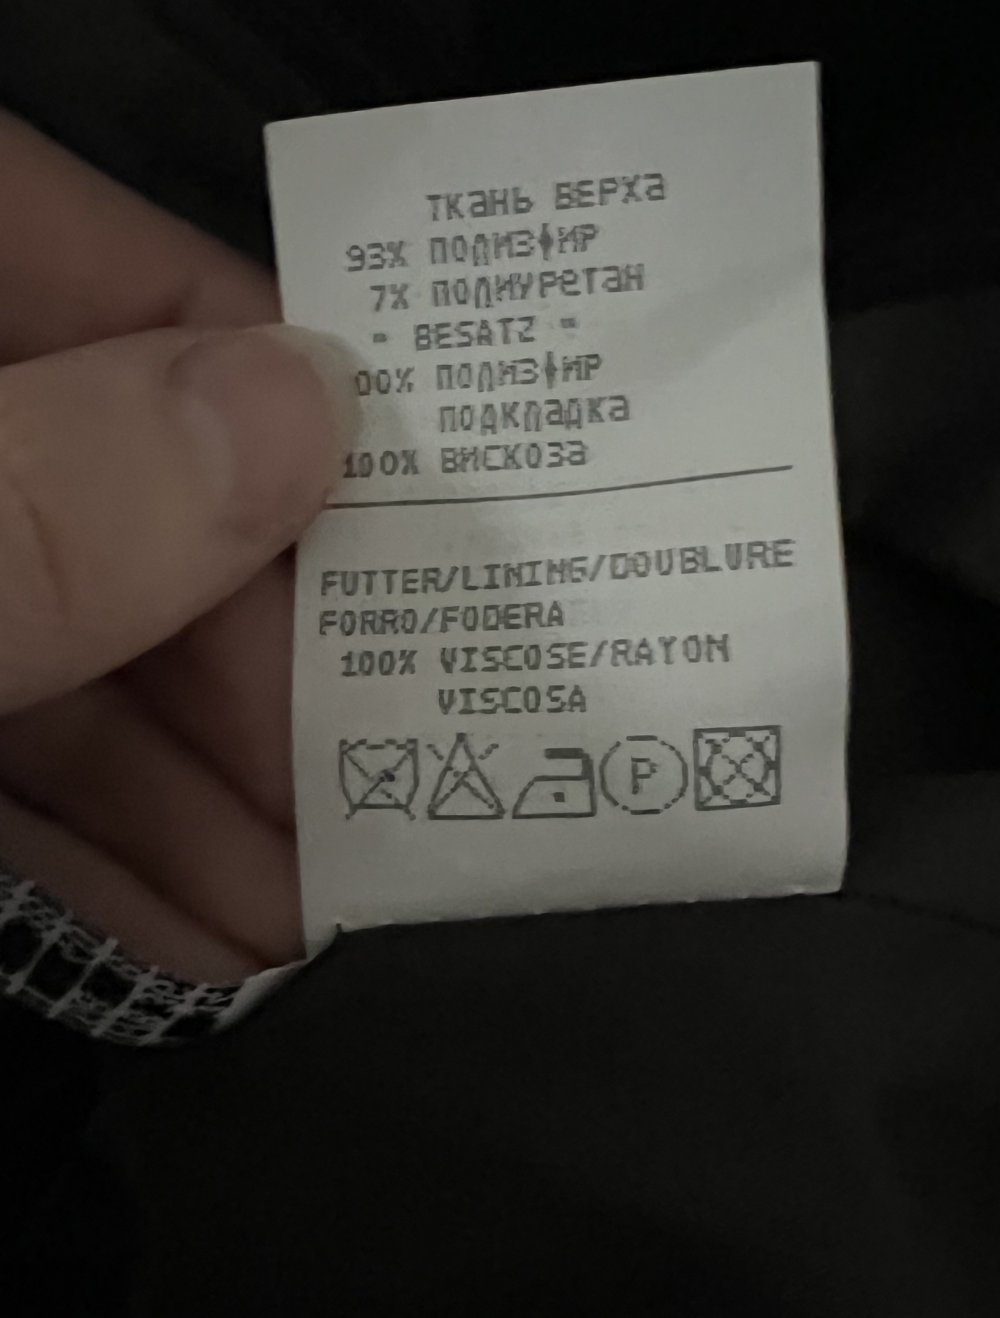 ткань верха
93% полиэфир
7% полиуретан
- BESATZ -
00% полиэфир
подкладка
100% вискоза
FUTTER/LINING/DOUBLURE
FORRO/FODERA
100% VISCOSE/RAYON
VISCOSA
P